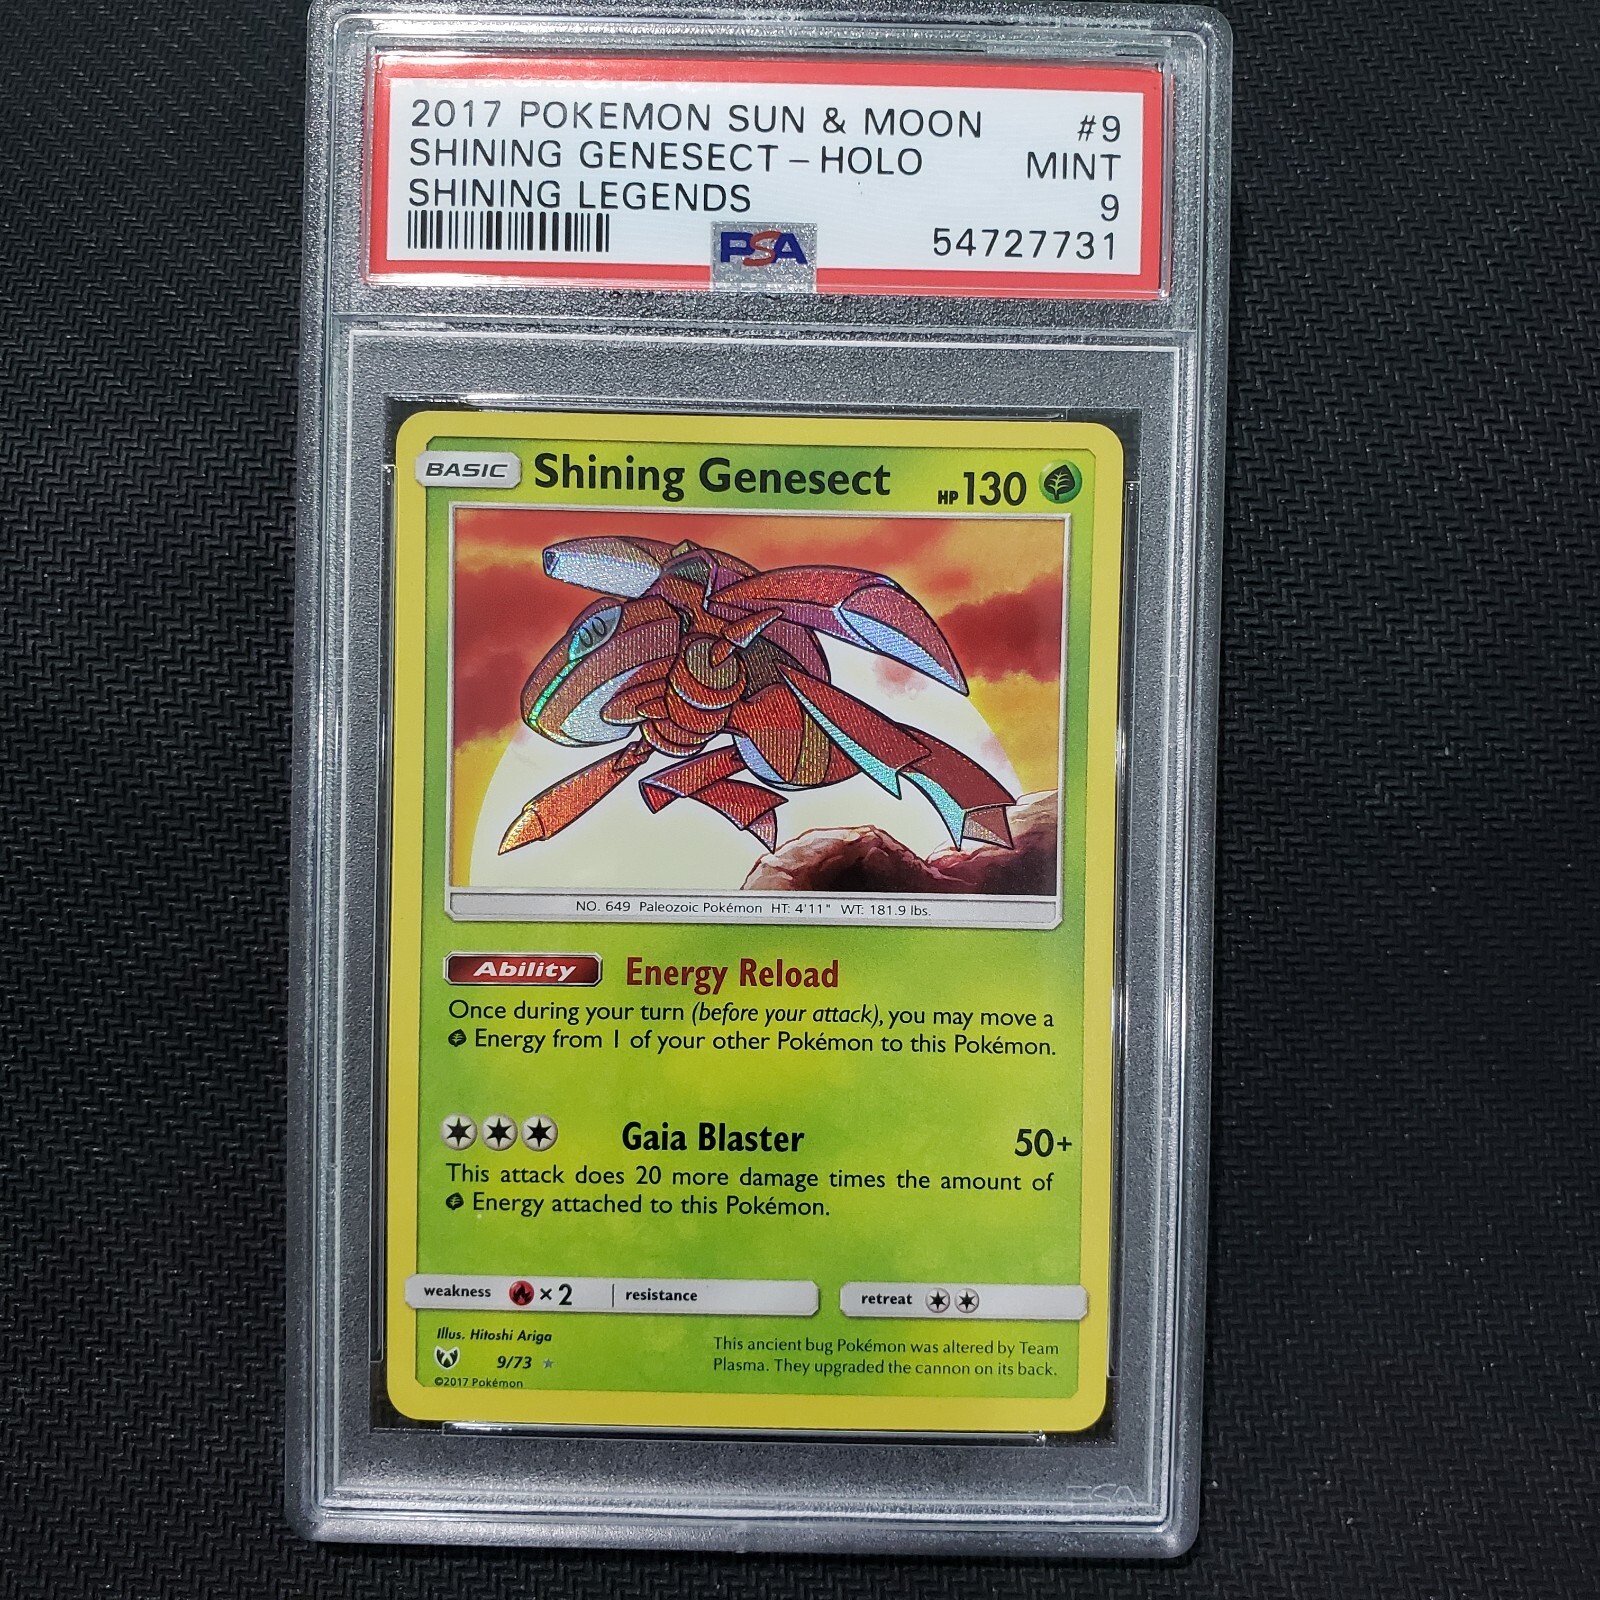 2017 POKEMON SUN & MOON #9
SHINING GENESECT – HOLO MINT
SHINING LEGENDS 9
PSA 54727731
BASIC Shining Genesect HP 130
NO. 649 Paleozoic Pokémon HT: 4'11" WT: 181.9 lbs.
Ability Energy Reload
Once during your turn (before your attack), you may move a
Energy from 1 of your other Pokémon to this Pokémon.
Gaia Blaster 50+
This attack does 20 more damage times the amount of
Energy attached to this Pokémon.
weakness × 2 resistance retreat
Illus. Hitoshi Ariga
9/73
©2017 Pokémon
This ancient bug Pokémon was altered by Team
Plasma. They upgraded the cannon on its back.
PSA